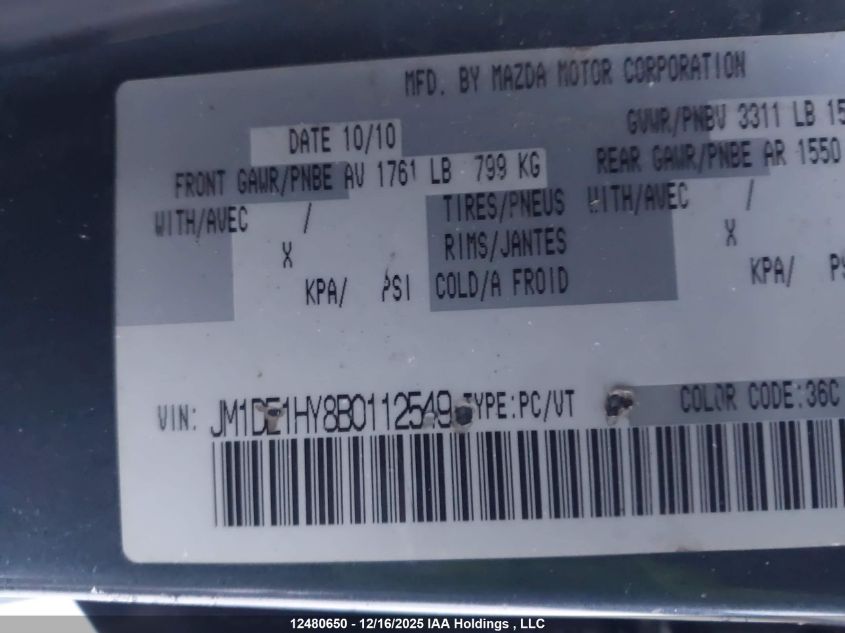 MFD. BY MAZDA MOTOR CORPORATION
DATE 10/10
GVWR/PNBV 3311 LB 15
FRONT GAWR/PNBE AV 1761 LB 799 KG
REAR GAWR/PNBE AR 1550
WITH/AVEC / TIRES/PNEUS WITH/AVEC /
X RIMS/JANTES X
KPA/ PSI COLD/A FROID KPA/ PS
VIN: JM1DE1HY8B0112549 TYPE:PC/VT COLOR CODE:36C
12480650 - 12/16/2025 IAA Holdings , LLC